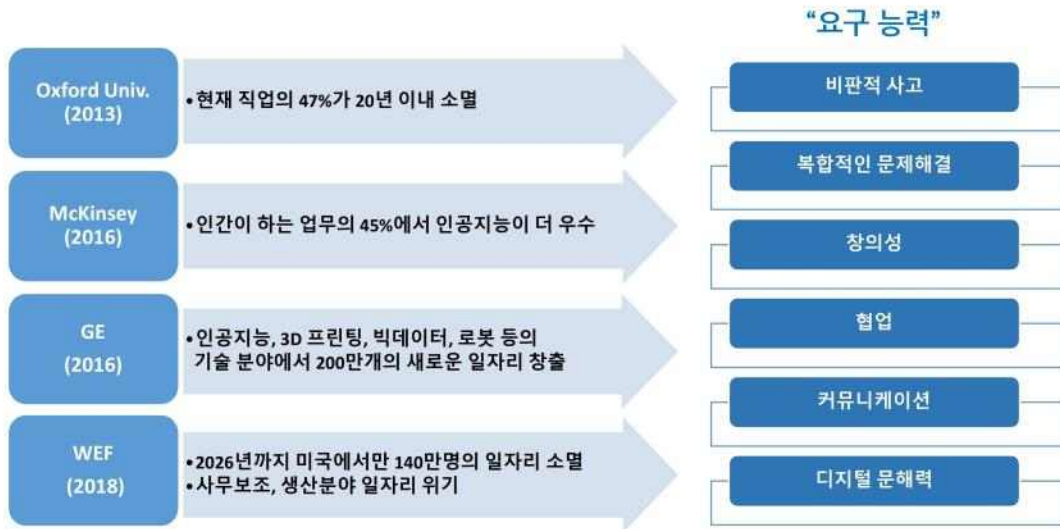 “요구 능력”
Oxford Univ.
(2013)
•현재 직업의 47%가 20년 이내 소멸
McKinsey
(2016)
•인간이 하는 업무의 45%에서 인공지능이 더 우수
GE
(2016)
•인공지능, 3D 프린팅, 빅데이터, 로봇 등의
기술 분야에서 200만개의 새로운 일자리 창출
WEF
(2018)
•2026년까지 미국에서만 140만명의 일자리 소멸
•사무보조, 생산분야 일자리 위기
비판적 사고
복합적인 문제해결
창의성
협업
커뮤니케이션
디지털 문해력